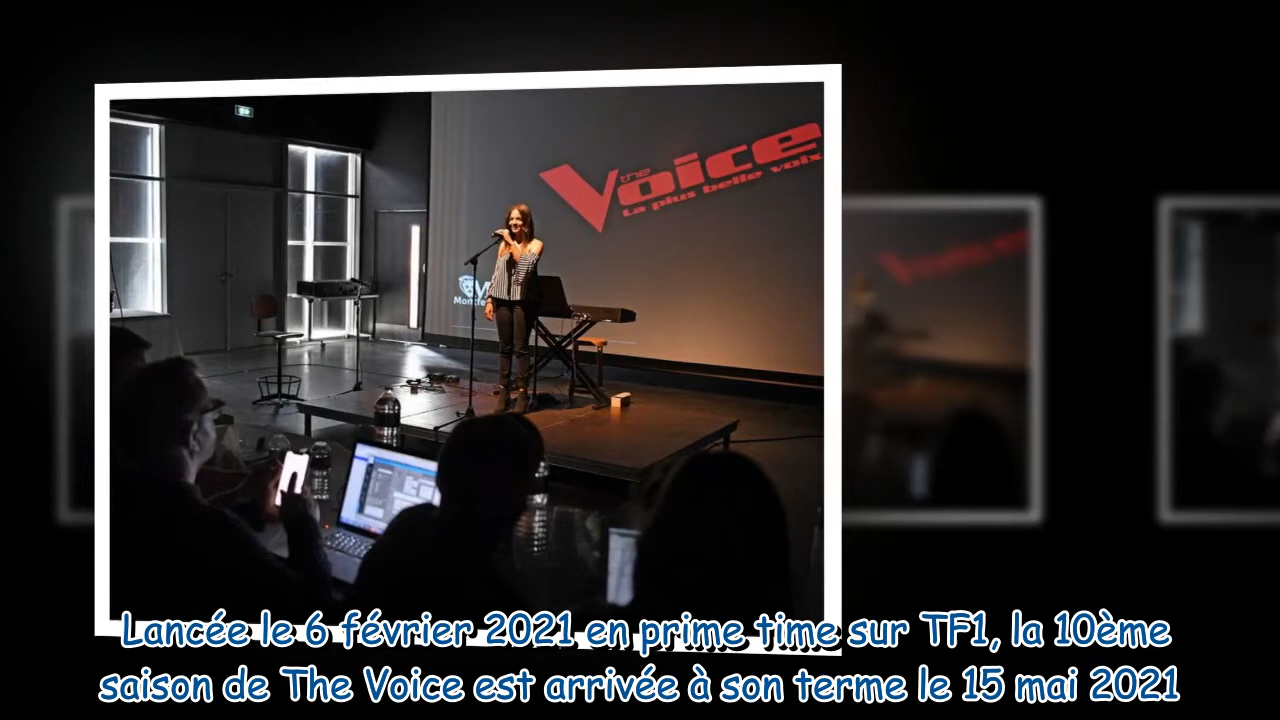 the
Voice
La plus belle voix
Lancée le 6 février 2021 en prime time sur TF1, la 10ème
saison de The Voice est arrivée à son terme le 15 mai 2021